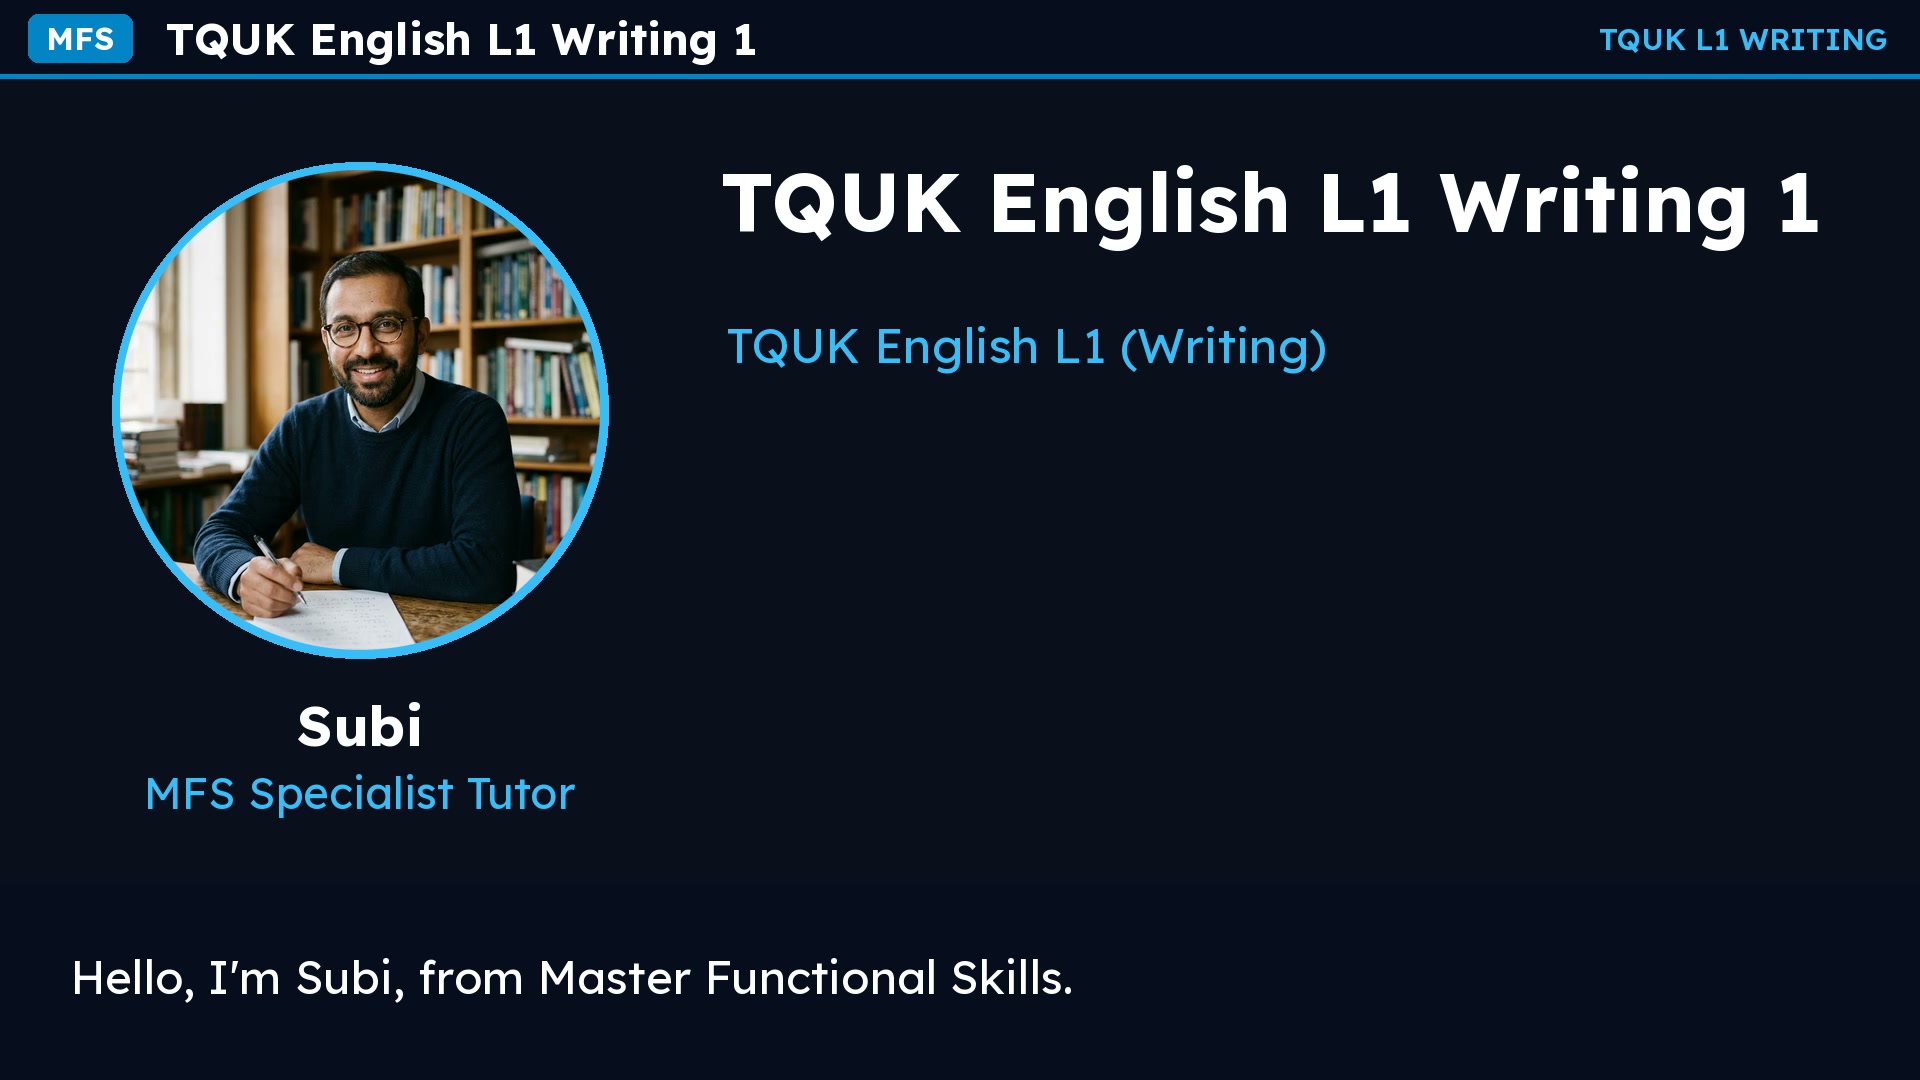 MFS
TQUK English L1 Writing 1
TQUK L1 WRITING
TQUK English L1 Writing 1
TQUK English L1 (Writing)
Subi
MFS Specialist Tutor
Hello, I'm Subi, from Master Functional Skills.